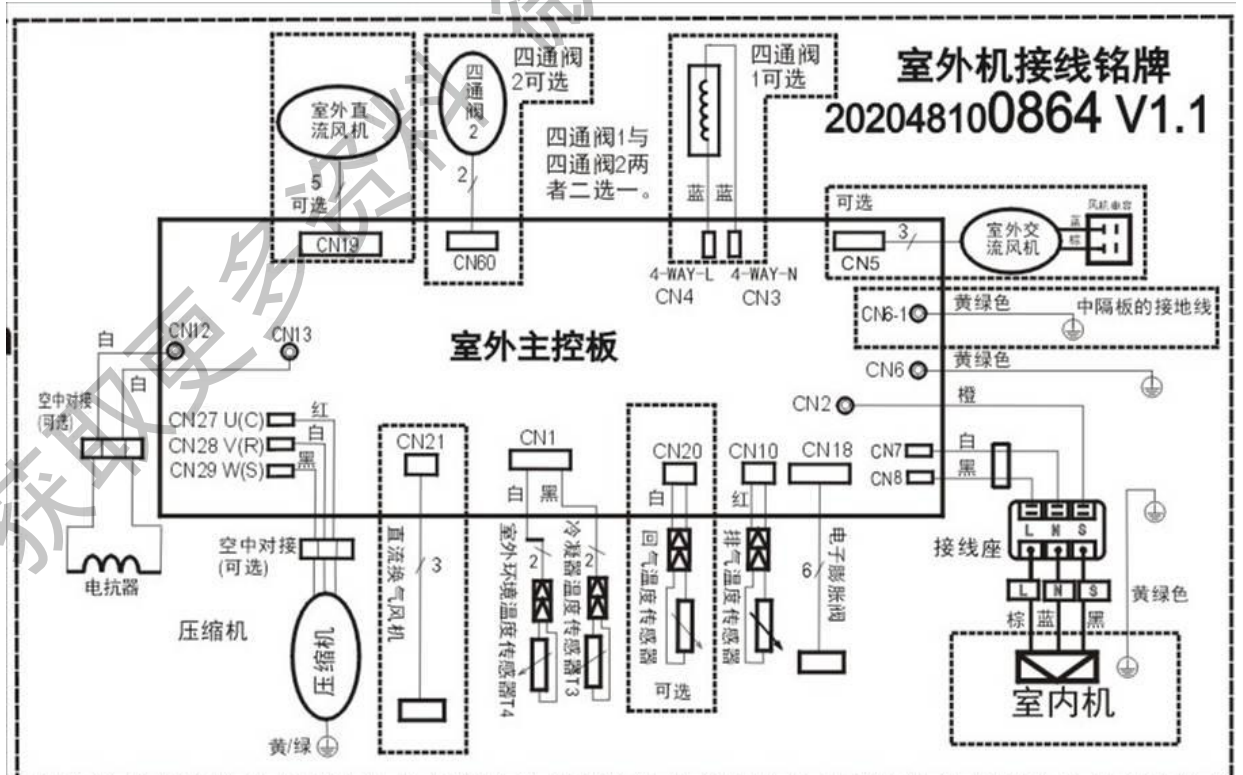 室外机接线铭牌
202048100864 V1.1
室外直
流风机
5
可选
CN19
四通阀
2
四通阀
2可选
2
CN60
四通阀1与
四通阀2两
者二选一。
四通阀
1可选
蓝
蓝
4-WAY-L
4-WAY-N
CN4
CN3
可选
CN5
3
室外交
流风机
风机电容
蓝
棕
CN6-1
黄绿色
中隔板的接地线
CN6
黄绿色
室外主控板
CN12
CN13
白
白
空中对接
(可选)
电抗器
CN27 U(C)
红
CN28 V(R)
白
CN29 W(S)
黑
空中对接
(可选)
压缩机
压缩机
黄/绿
CN21
直流换气风机
3
CN1
白
黑
2
2
室外环境温度传感器T4
冷凝器温度传感器T3
CN20
白
回气温度传感器
可选
CN10
红
排气温度传感器
CN18
电子膨胀阀
6
CN2
橙
CN7
白
CN8
黑
L N S
接线座
L N S
棕 蓝 黑
黄绿色
室内机
获取更多资料